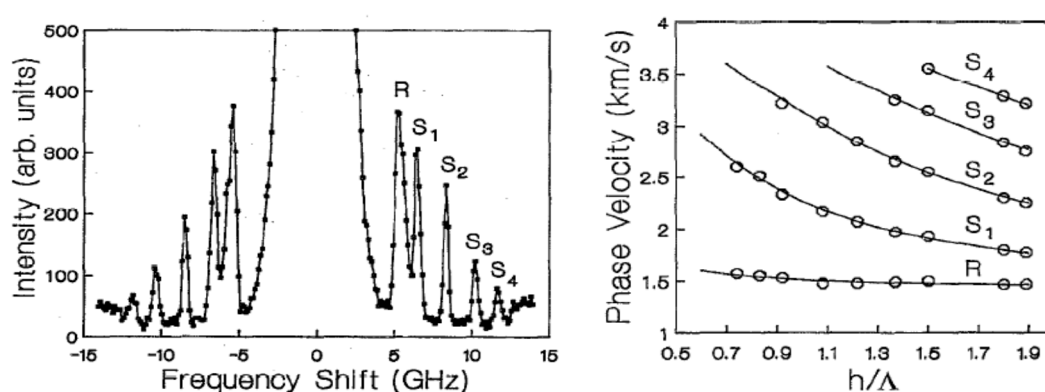 500
400
300
200
100
0
-15
-10
-5
0
5
10
15
Intensity (arb. units)
Frequency Shift (GHz)
R
S1
S2
S3
S4
4
3.5
3
2.5
2
1.5
1
0.5
0.7
0.9
1.1
1.3
1.5
1.7
1.9
Phase Velocity (km/s)
h/Λ
S4
S3
S2
S1
R